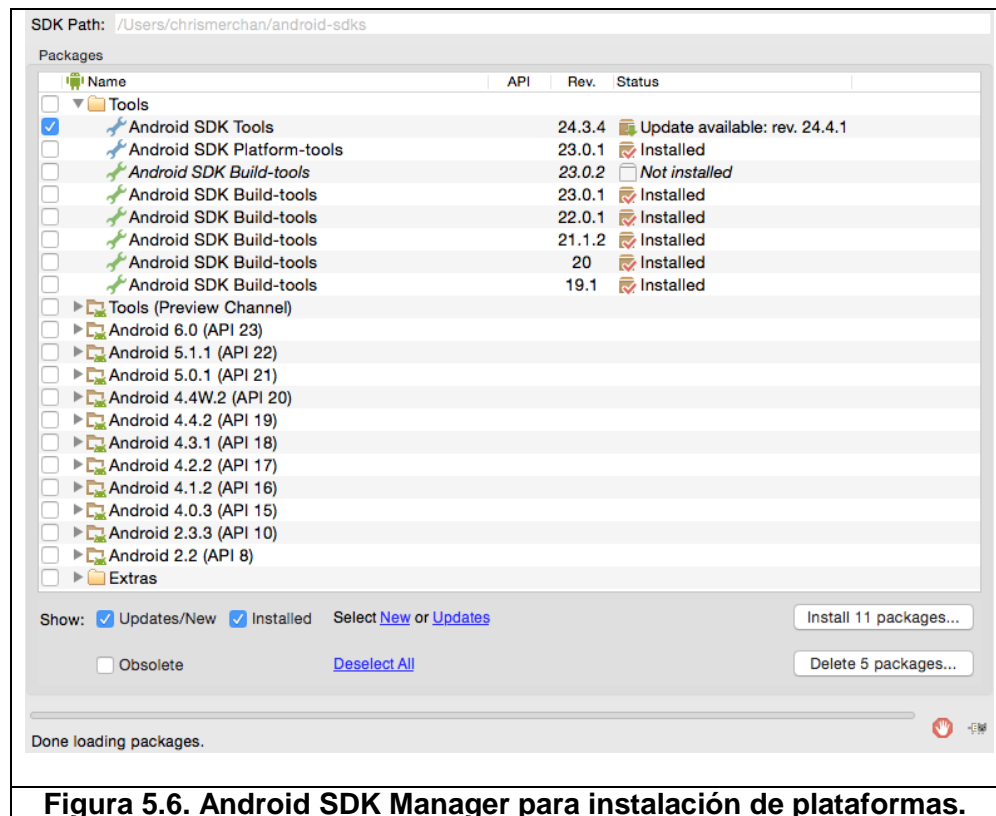 SDK Path: /Users/chrismerchan/android-sdks
Packages
Name API Rev. Status
Tools
Android SDK Tools 24.3.4 Update available: rev. 24.4.1
Android SDK Platform-tools 23.0.1 Installed
Android SDK Build-tools 23.0.2 Not installed
Android SDK Build-tools 23.0.1 Installed
Android SDK Build-tools 22.0.1 Installed
Android SDK Build-tools 21.1.2 Installed
Android SDK Build-tools 20 Installed
Android SDK Build-tools 19.1 Installed
Tools (Preview Channel)
Android 6.0 (API 23)
Android 5.1.1 (API 22)
Android 5.0.1 (API 21)
Android 4.4W.2 (API 20)
Android 4.4.2 (API 19)
Android 4.3.1 (API 18)
Android 4.2.2 (API 17)
Android 4.1.2 (API 16)
Android 4.0.3 (API 15)
Android 2.3.3 (API 10)
Android 2.2 (API 8)
Extras
Show: Updates/New Installed Select New or Updates Install 11 packages...
Obsolete Deselect All Delete 5 packages...
Done loading packages.
Figura 5.6. Android SDK Manager para instalación de plataformas.